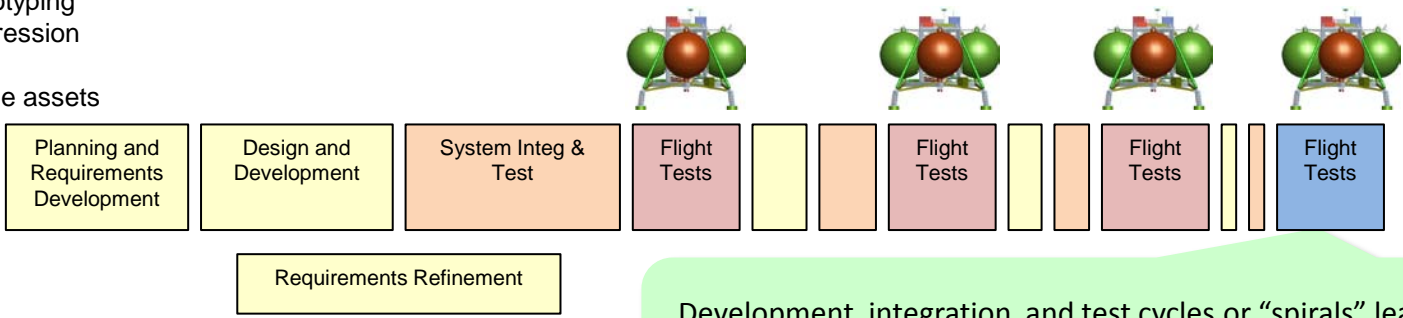 ression
e assets
Planning and
Requirements
Development
Design and
Development
System Integ &
Test
Flight
Tests
Flight
Tests
Flight
Tests
Flight
Tests
Requirements Refinement
Development, integration, and test cycles or “spirals” lea